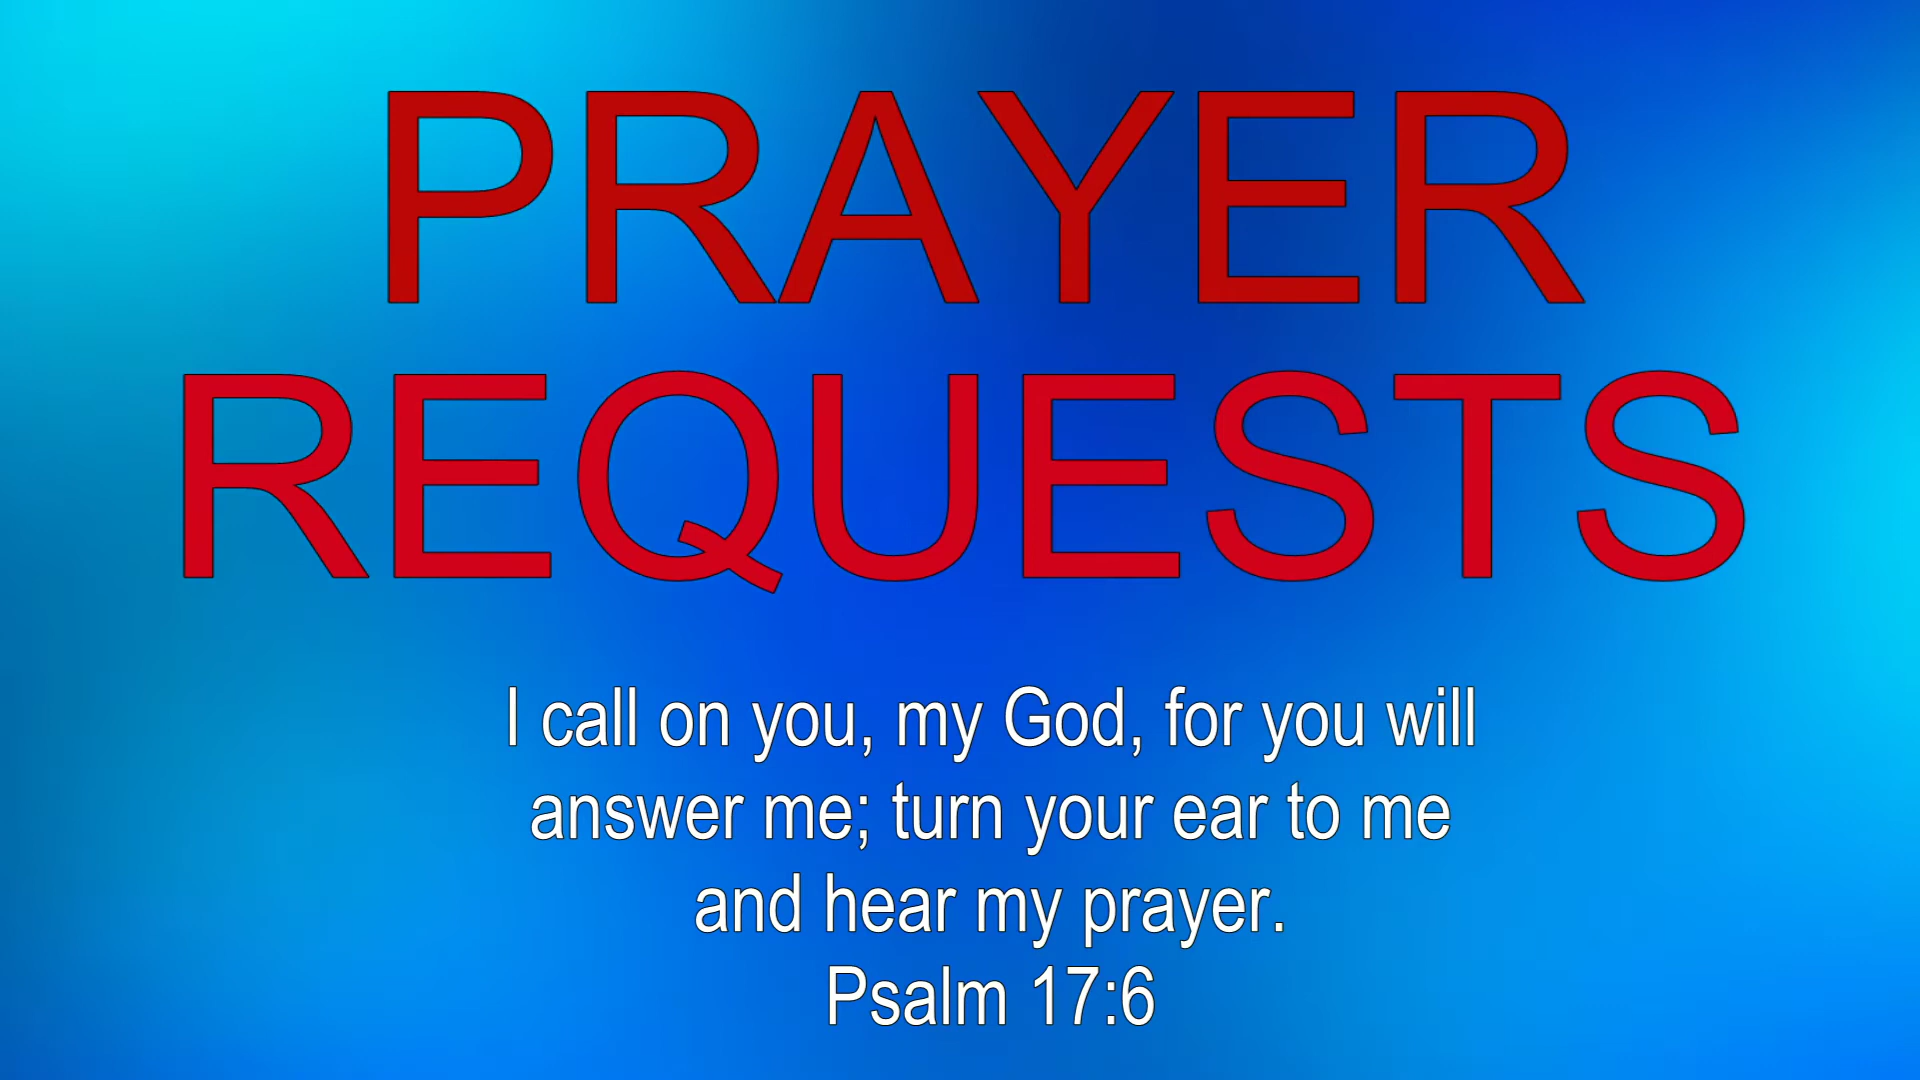 PRAYER
REQUESTS
I call on you, my God, for you will
answer me; turn your ear to me
and hear my prayer.
Psalm 17:6